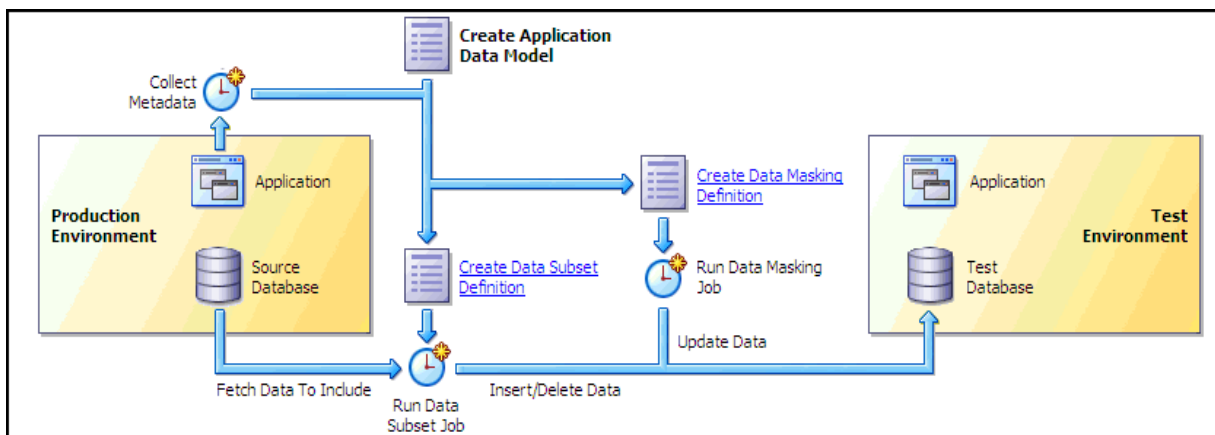 Create Application
Data Model
Collect
Metadata
Application
Production
Environment
Source
Database
Create Data Masking
Definition
Create Data Subset
Definition
Run Data Masking
Job
Application
Test
Environment
Test
Database
Update Data
Fetch Data To Include
Insert/Delete Data
Run Data
Subset Job